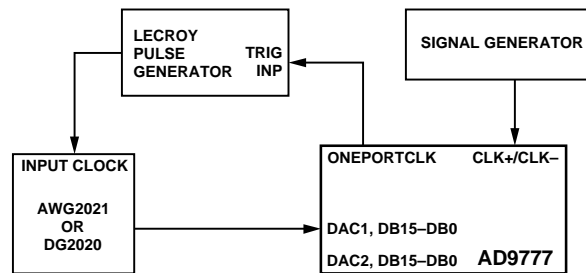 LECROY
PULSE
GENERATOR
TRIG
INP
SIGNAL GENERATOR
INPUT CLOCK
AWG2021
OR
DG2020
ONEPORTCLK
CLK+/CLK–
DAC1, DB15–DB0
DAC2, DB15–DB0
AD9777